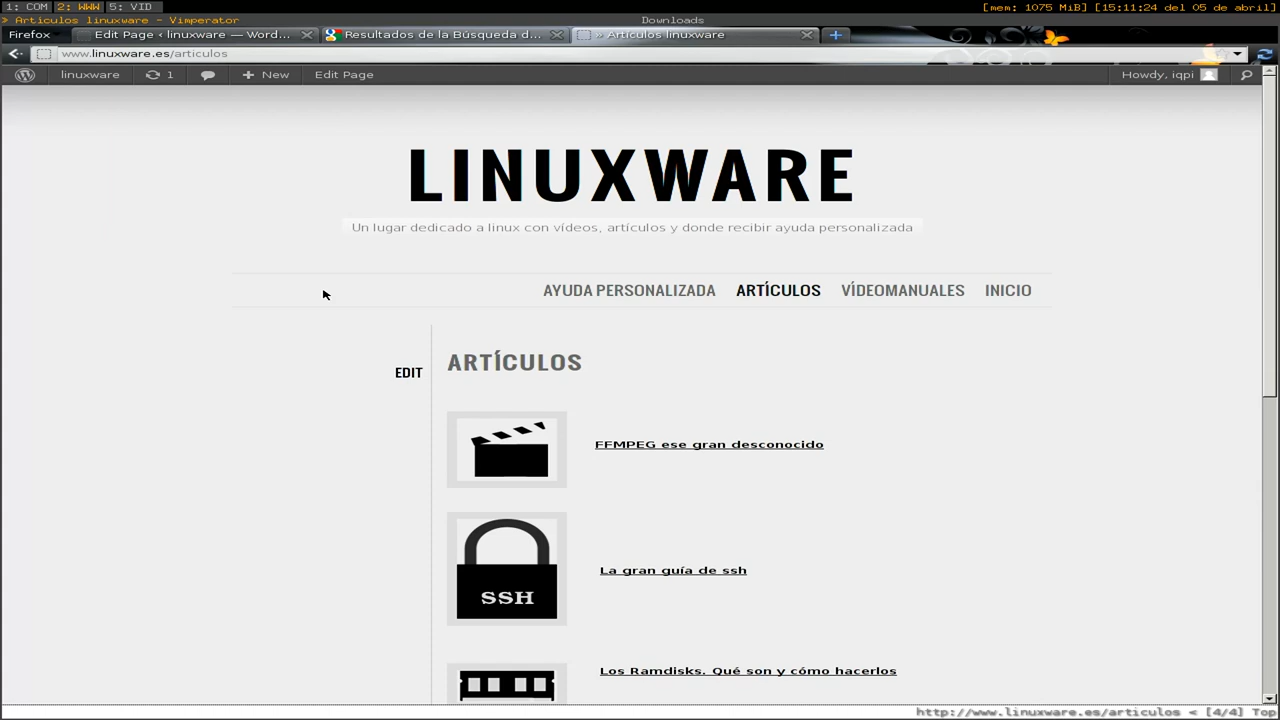 1: COM 2: WWW 5: VID [mem: 1075 MiB] [15:11:24 del 05 de abril]
> Artículos linuxware - Vimperator Downloads
Firefox Edit Page ‹ linuxware — Word... Resultados de la Búsqueda d... » Artículos linuxware
www.linuxware.es/articulos
linuxware 1 + New Edit Page Howdy, iqpi
LINUXWARE
Un lugar dedicado a linux con vídeos, artículos y donde recibir ayuda personalizada
AYUDA PERSONALIZADA ARTÍCULOS VÍDEOMANUALES INICIO
EDIT
ARTÍCULOS
FFMPEG ese gran desconocido
La gran guía de ssh
SSH
Los Ramdisks. Qué son y cómo hacerlos
http://www.linuxware.es/articulos < [4/4] Top